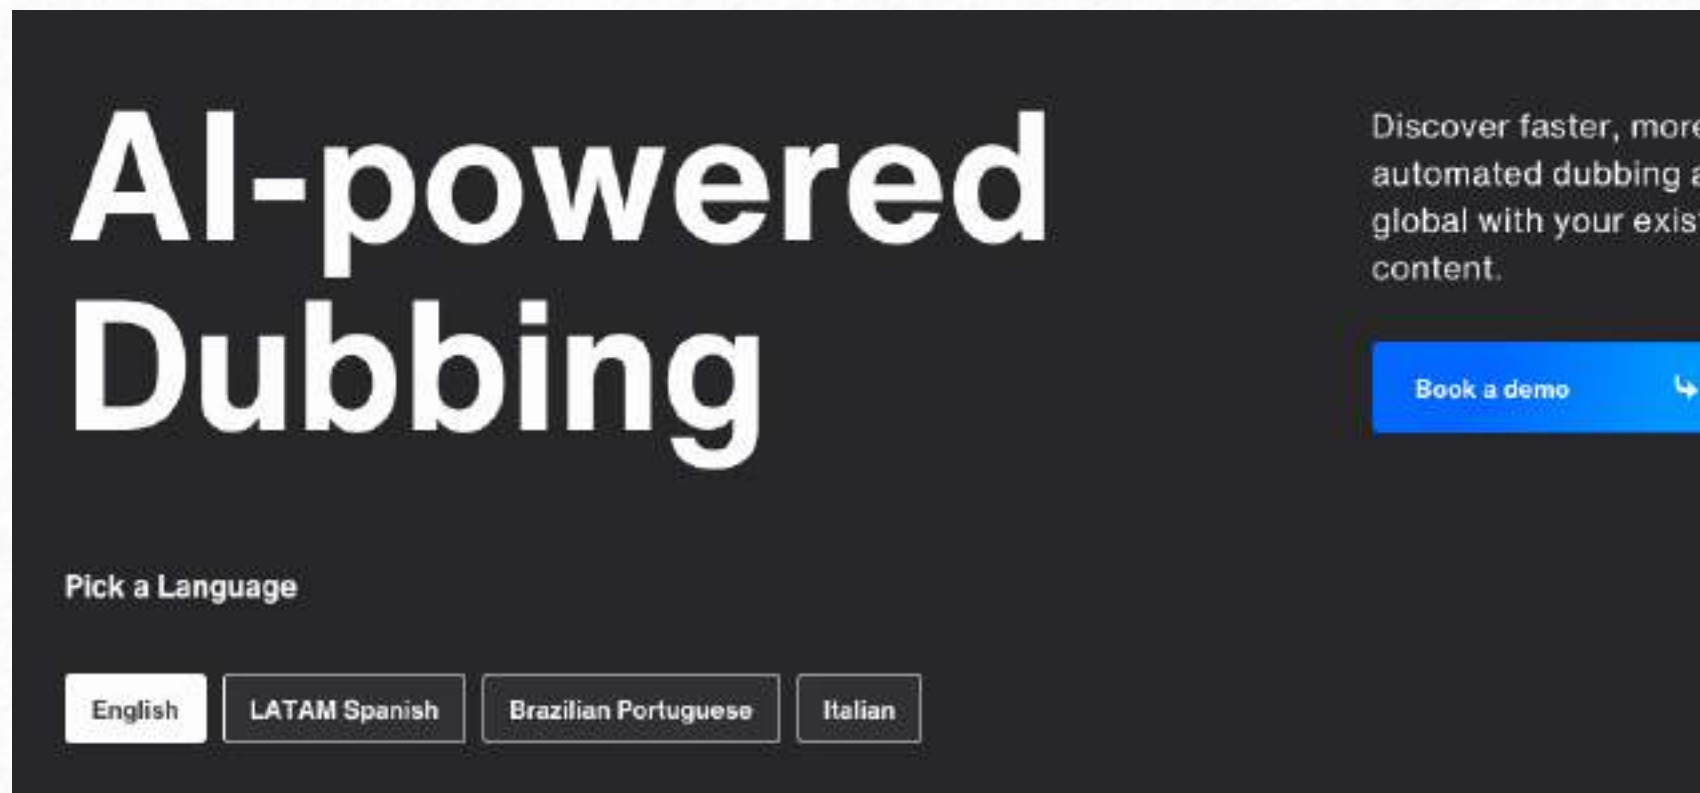 AI-powered
Dubbing
Discover faster, more
automated dubbing
global with your
content.
Book a demo
Pick a Language
English
LATAM Spanish
Brazilian Portuguese
Italian